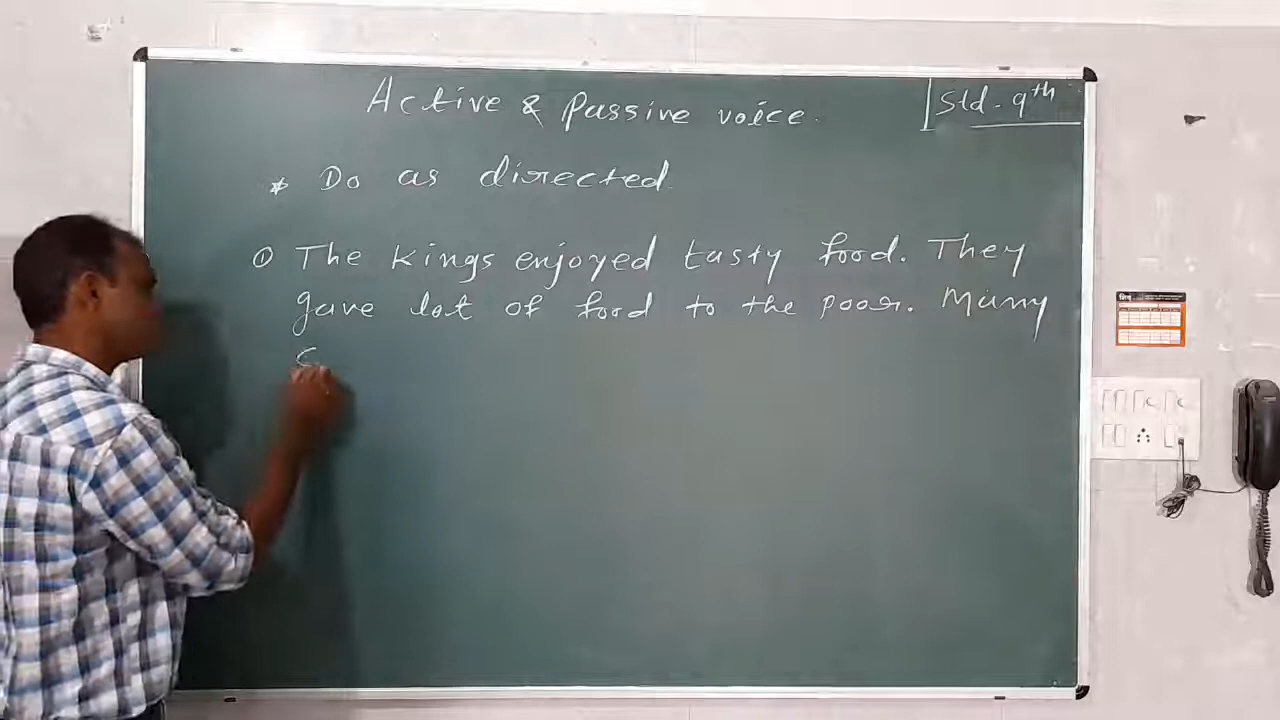 Active & Passive voice.
Std. 9th
* Do as directed.
① The Kings enjoyed tasty food. They
gave lot of food to the poor. Many